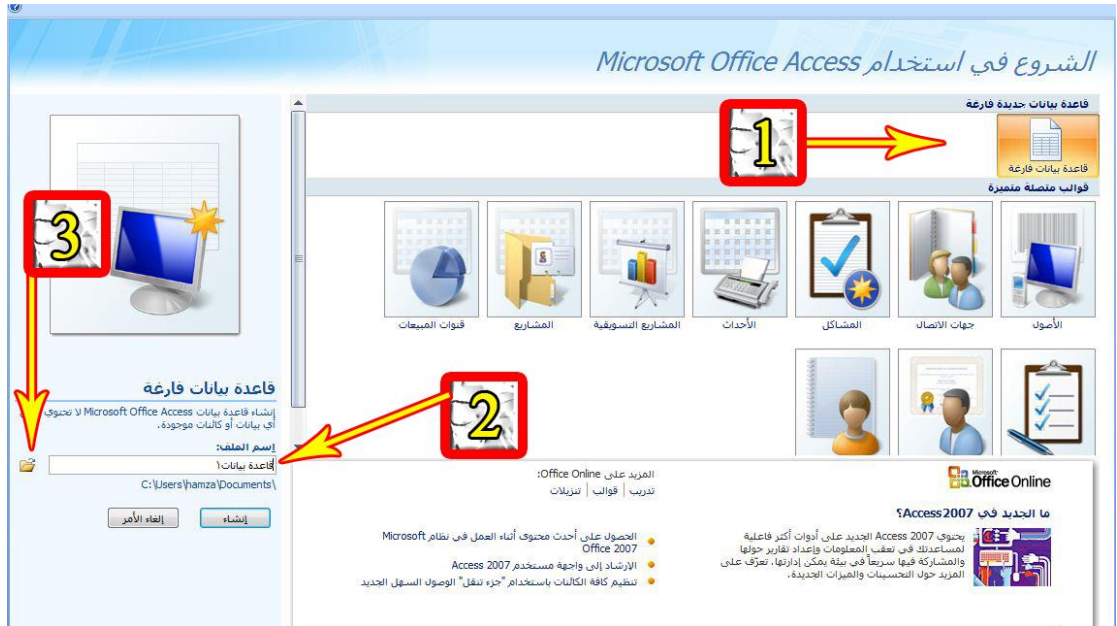 الشروع في استخدام Microsoft Office Access
قاعدة بيانات جديدة فارغة
1
قاعدة بيانات فارغة
قوالب متصلة متميزة
الأصول
جهات الاتصال
المشاكل
الأحداث
المشاريع التسويقية
المشاريع
قنوات المبيعات
3
2
قاعدة بيانات فارغة
إنشاء قاعدة بيانات Microsoft Office Access لا تحتوي
أي بيانات أو كائنات موجودة.
إسم الملف:
قاعدة بيانات١
C:\Users\hamza\Documents\
إنشاء
إلغاء الأمر
Microsoft
Office Online
المزيد على Office Online:
تدريب | قوالب | تنزيلات
ما الجديد في Access 2007؟
يحتوي Access 2007 الجديد على أدوات أكثر فاعلية
لمساعدتك في تعقب المعلومات وإعداد تقارير حولها
والمشاركة فيها سريعاً في بيئة يمكن إدارتها. تعرّف على
المزيد حول التحسينات والميزات الجديدة.
الحصول على أحدث محتوى أثناء العمل في نظام Microsoft
Office 2007
الإرشاد إلى واجهة مستخدم Access 2007
تنظيم كافة الكائنات باستخدام "جزء تنقل" الوصول السهل الجديد